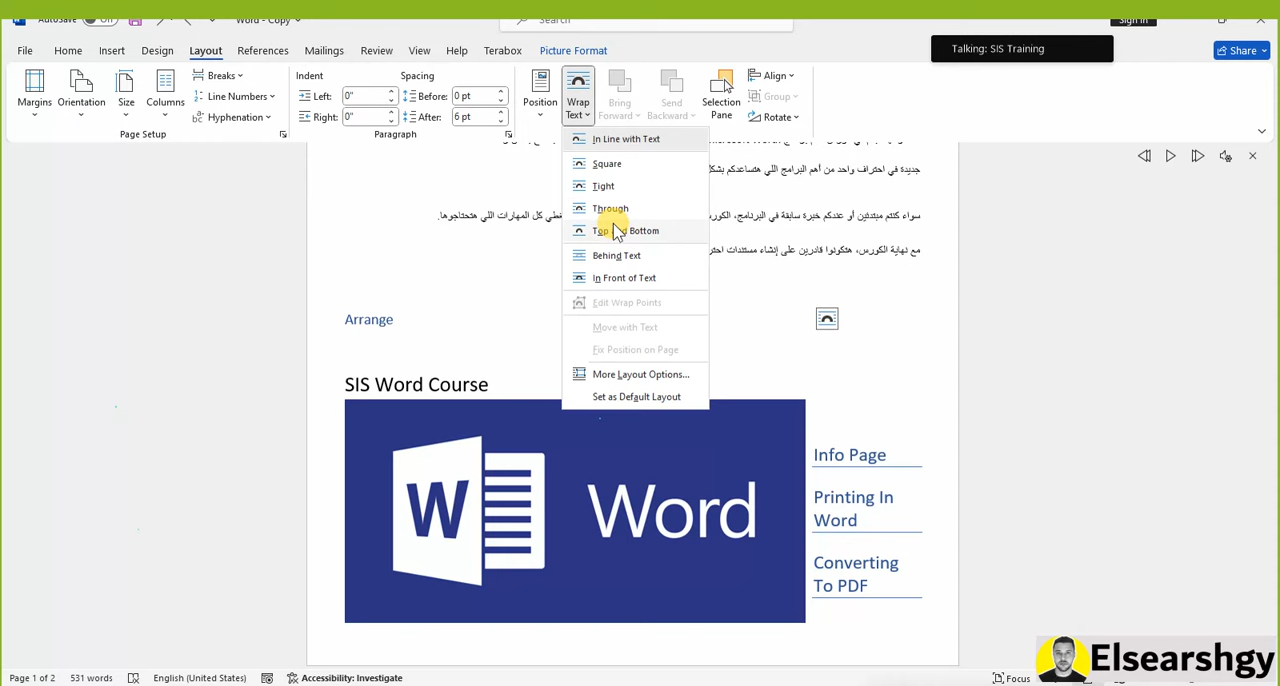 AutoSave Off Word - Copy Search Sign in
File Home Insert Design Layout References Mailings Review View Help Terabox Picture Format
Talking: SIS Training
Share
Margins Orientation Size Columns
Breaks
Line Numbers
Hyphenation
Page Setup
Indent Spacing
Left: 0" Before: 0 pt
Right: 0" After: 6 pt
Paragraph
Position
Wrap Text
Bring Forward
Send Backward
Selection Pane
Align
Group
Rotate
In Line with Text
Square
Tight
Through
Top and Bottom
Behind Text
In Front of Text
Edit Wrap Points
Move with Text
Fix Position on Page
More Layout Options...
Set as Default Layout
جديدة في احتراف واحد من أهم البرامج اللي هتساعدكم بشكل
سواء كنتم مبتدئين أو عندكم خبرة سابقة في البرنامج، الكورس
غطي كل المهارات اللي هتحتاجوها.
مع نهاية الكورس، هتكونوا قادرين على إنشاء مستندات
Arrange
SIS Word Course
W Word
Info Page
Printing In
Word
Converting
To PDF
Page 1 of 2 531 words English (United States) Accessibility: Investigate Focus
Elsearshgy